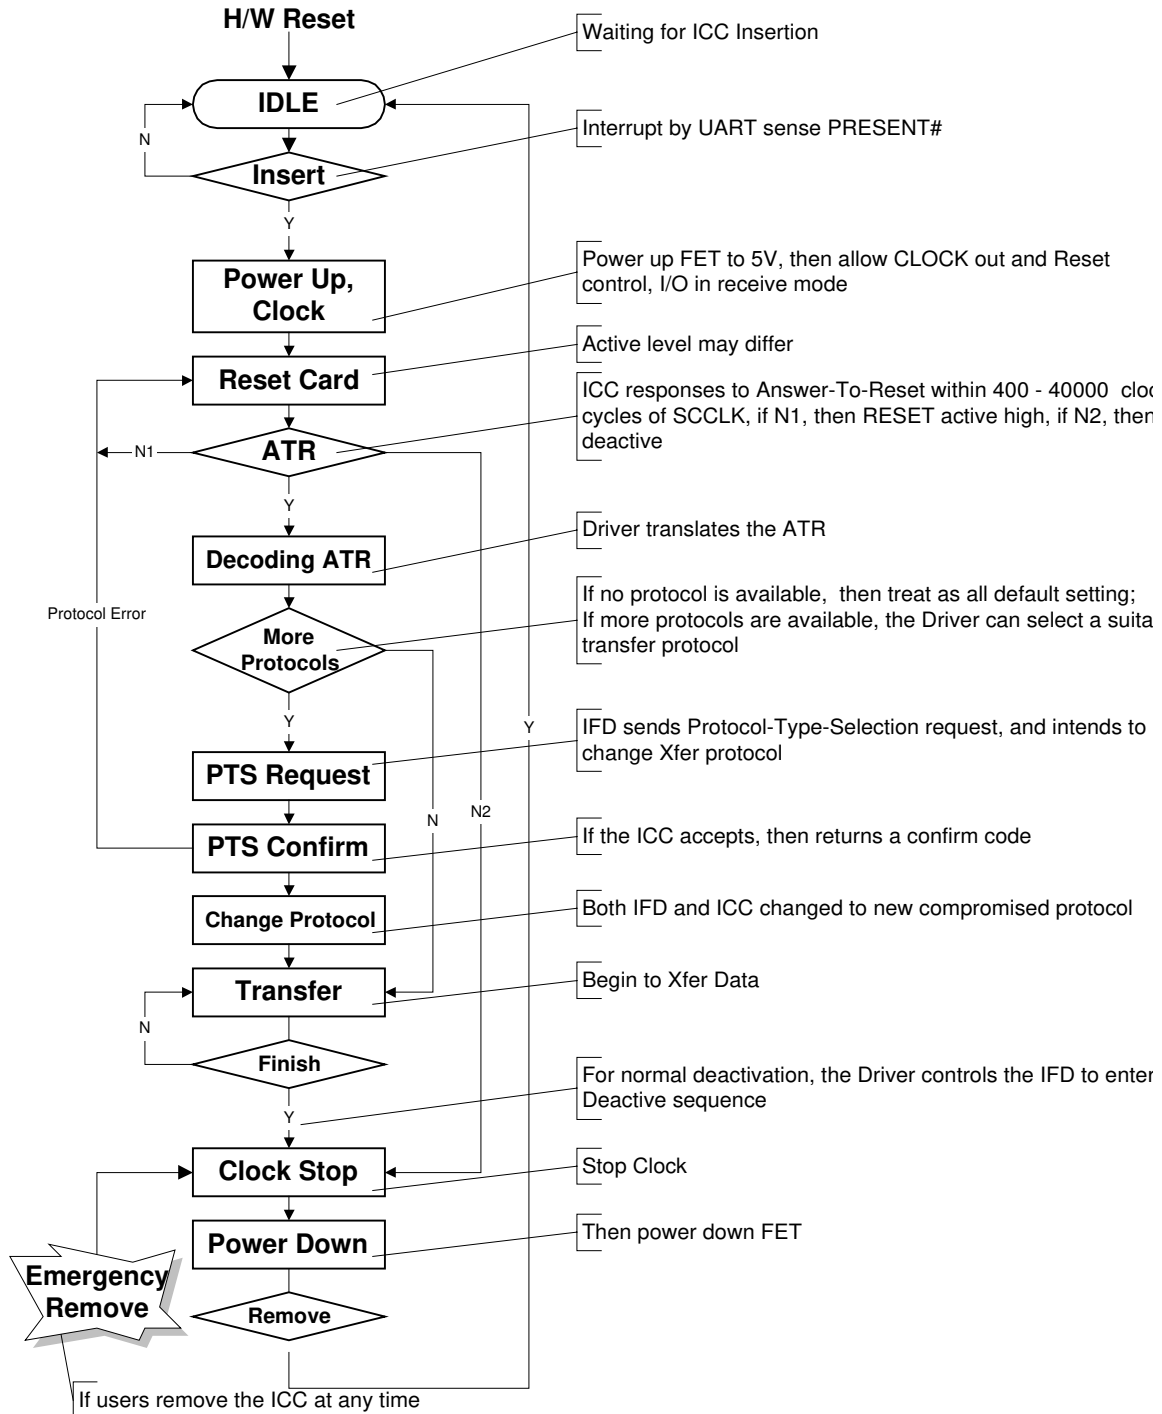 H/W Reset
Waiting for ICC Insertion
IDLE
N
Interrupt by UART sense PRESENT#
Insert
Y
Power Up,
Clock
Power up FET to 5V, then allow CLOCK out and Reset
control, I/O in receive mode
Active level may differ
Reset Card
ICC responses to Answer-To-Reset within 400 - 40000
cycles of SCCLK, if N1, then RESET active high, if N2, then
deactive
N1
ATR
Y
Driver translates the ATR
Decoding ATR
Protocol Error
If no protocol is available, then treat as all default setting;
If more protocols are available, the Driver can select a
transfer protocol
More
Protocols
Y
Y
IFD sends Protocol-Type-Selection request, and intends to
change Xfer protocol
PTS Request
N
N2
PTS Confirm
If the ICC accepts, then returns a confirm code
Change Protocol
Both IFD and ICC changed to new compromised protocol
Transfer
Begin to Xfer Data
N
Finish
For normal deactivation, the Driver controls the IFD to enter
Deactive sequence
Y
Clock Stop
Stop Clock
Power Down
Then power down FET
Emergency
Remove
Remove
If users remove the ICC at any time